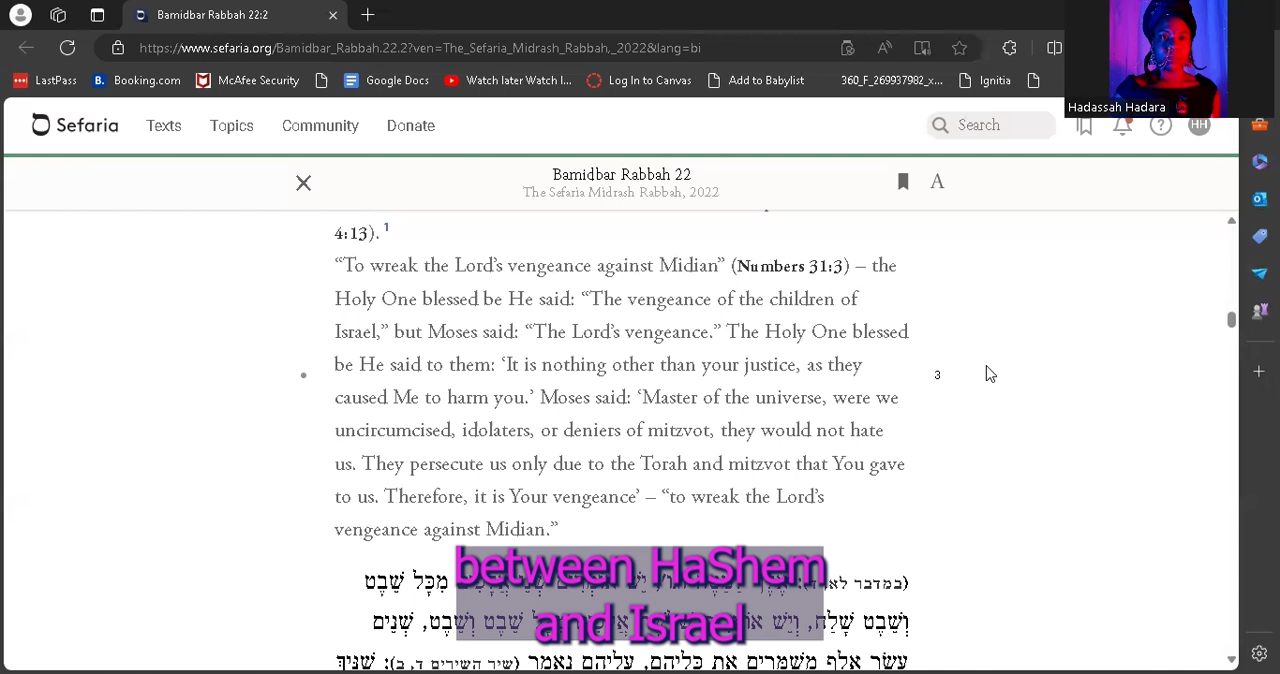 Bamidbar Rabbah 22:2
https://www.sefaria.org/Bamidbar_Rabbah.22.2?ven=The_Sefaria_Midrash_Rabbah,_2022&lang=bi
LastPass
B. Booking.com
McAfee Security
Google Docs
Watch later Watch l...
Log In to Canvas
Add to Babylist
360_F_269937982_x...
Ignitia
Hadassah Hadara
Sefaria
Texts
Topics
Community
Donate
Search
HH
Bamidbar Rabbah 22
The Sefaria Midrash Rabbah, 2022
A
4:13). 1
“To wreak the Lord’s vengeance against Midian” (Numbers 31:3) – the
Holy One blessed be He said: “The vengeance of the children of
Israel,” but Moses said: “The Lord’s vengeance.” The Holy One blessed
be He said to them: ‘It is nothing other than your justice, as they
caused Me to harm you.’ Moses said: ‘Master of the universe, were we
uncircumcised, idolaters, or deniers of mitzvot, they would not hate
us. They persecute us only due to the Torah and mitzvot that You gave
to us. Therefore, it is Your vengeance’ – “to wreak the Lord’s
vengeance against Midian.”
3
between HaShem
and Israel
מִכָּל שֵׁבֶט
וְשֵׁבֶט שָׁלַח, וְיֵשׁ שֵׁבֶט וְשֵׁבֶט, שְׁנֵים
עָשָׂר אֶלֶף מְשַׁמְּרִים אֶת כְּלֵיהֶם, עֲלֵיהֶם נֶאֱמַר (שיר השירים ד, ב): שִׁנַּיִךְ